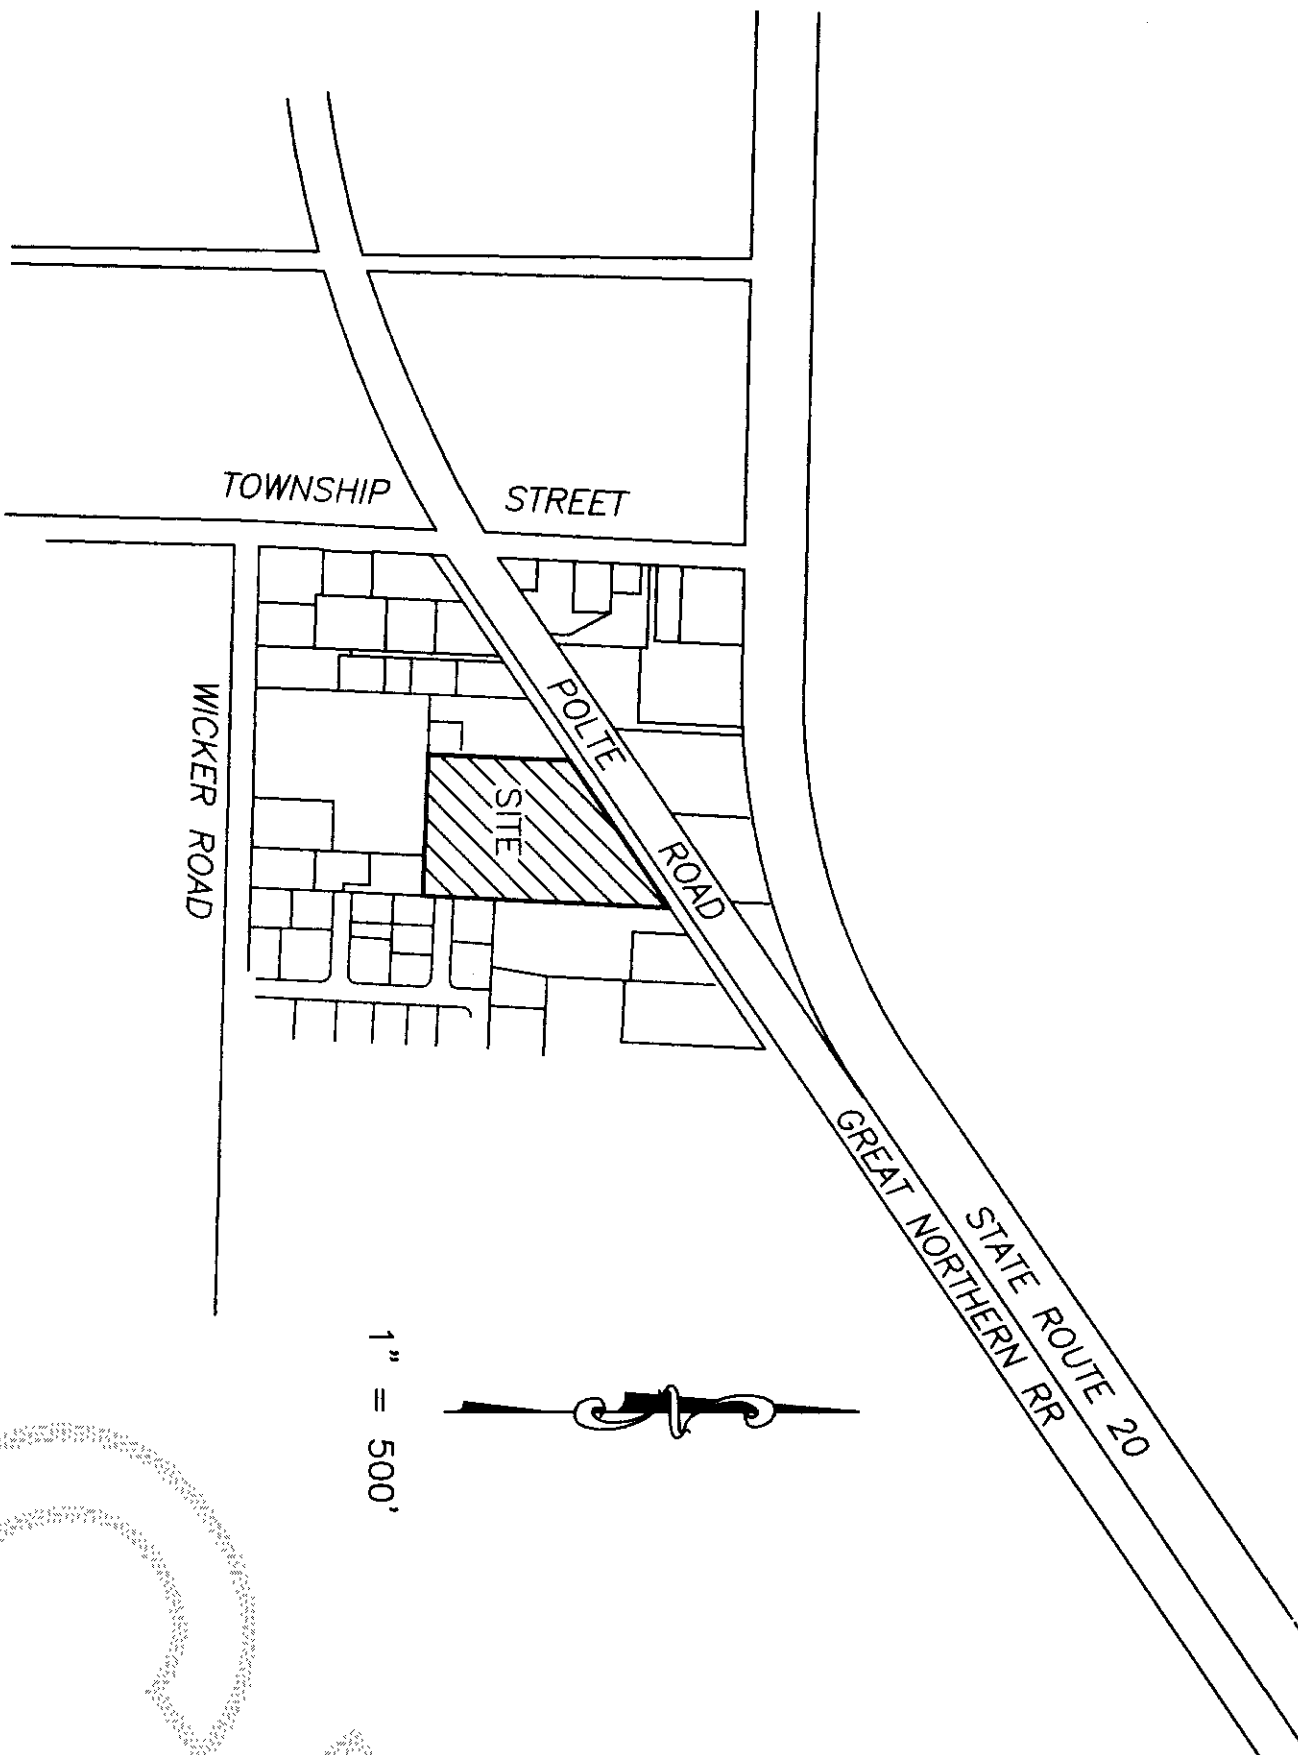 TOWNSHIP STREET
WICKER ROAD
SITE
POLTE ROAD
GREAT NORTHERN RR
STATE ROUTE 20
1" = 500'